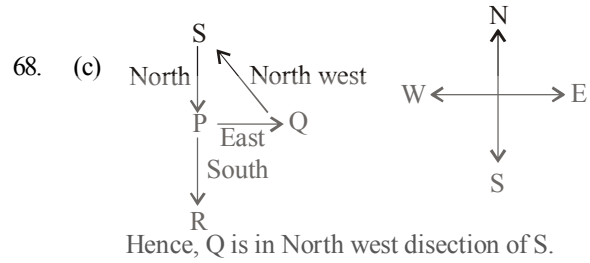 68. (c)
S
North
North west
P
Q
East
South
R
N
W
E
S
Hence, Q is in North west disection of S.